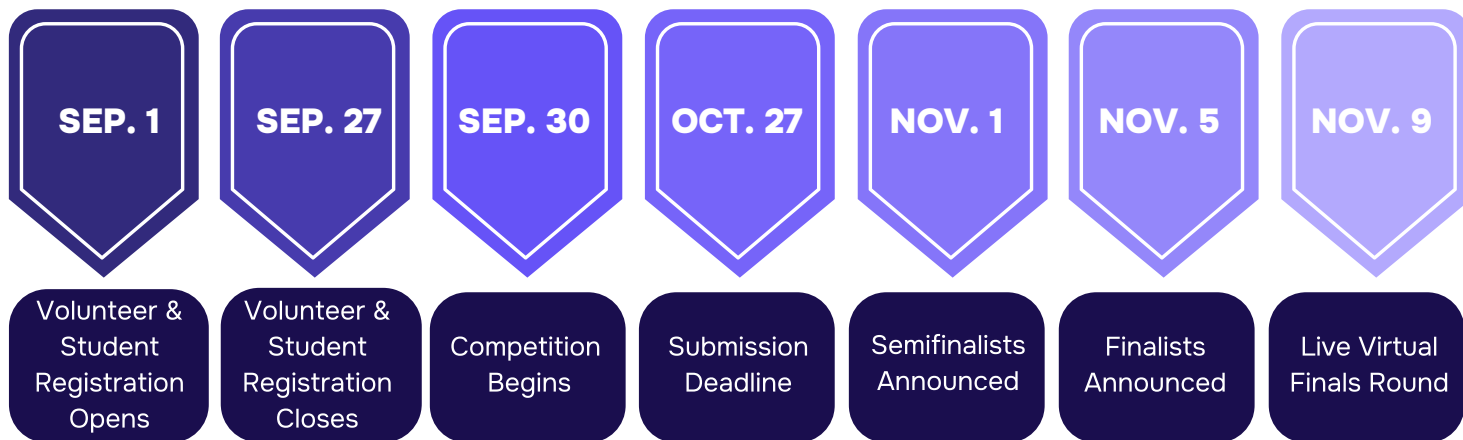 SEP. 1
SEP. 27
SEP. 30
OCT. 27
NOV. 1
NOV. 5
NOV. 9
Volunteer &
Student
Registration
Opens
Volunteer &
Student
Registration
Closes
Competition
Begins
Submission
Deadline
Semifinalists
Announced
Finalists
Announced
Live Virtual
Finals Round